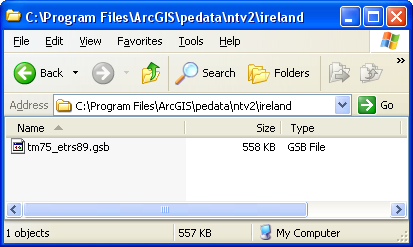 C:\Program Files\ArcGIS\pedata\ntv2\ireland
File Edit View Favorites Tools Help
Back Search Folders
Address C:\Program Files\ArcGIS\pedata\ntv2\ireland Go
Name Size Type
tm75_etrs89.gsb 558 KB GSB File
1 objects 557 KB My Computer